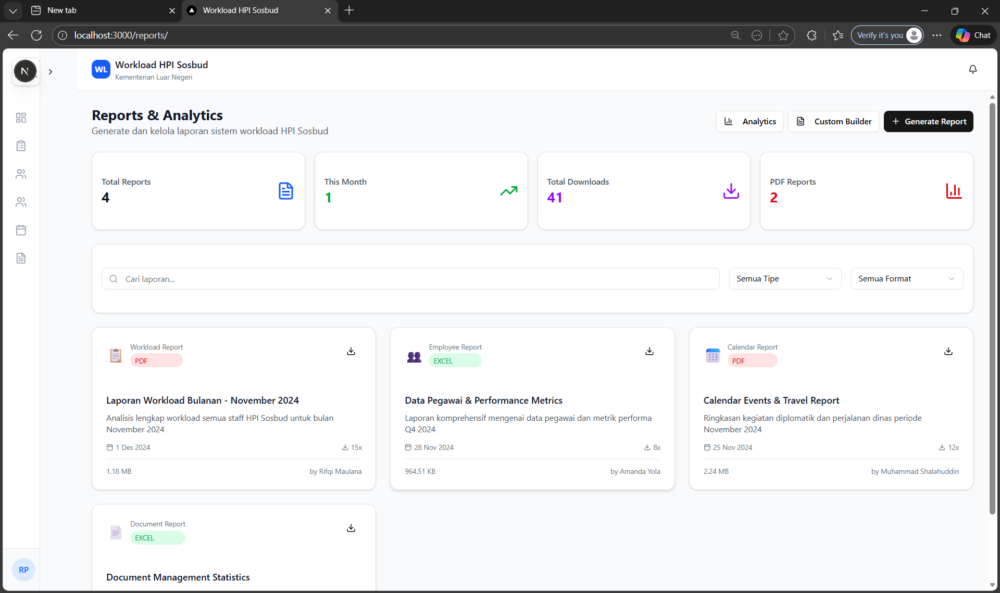 New tab
Workload HPI Sosbud
localhost:3000/reports/
Verify it's you
Chat
N
WL
Workload HPI Sosbud
Kementerian Luar Negeri
Reports & Analytics
Generate dan kelola laporan sistem workload HPI Sosbud
Analytics
Custom Builder
Generate Report
Total Reports
4
This Month
1
Total Downloads
41
PDF Reports
2
Cari laporan...
Semua Tipe
Semua Format
Workload Report
PDF
Laporan Workload Bulanan - November 2024
Analisis lengkap workload semua staff HPI Sosbud untuk bulan
November 2024
1 Des 2024
15x
1.18 MB
by Rifqi Maulana
Employee Report
EXCEL
Data Pegawai & Performance Metrics
Laporan komprehensif mengenai data pegawai dan metrik performa
Q4 2024
28 Nov 2024
8x
964.51 KB
by Amanda Yola
Calendar Report
PDF
Calendar Events & Travel Report
Ringkasan kegiatan diplomatik dan perjalanan dinas periode
November 2024
25 Nov 2024
12x
2.24 MB
by Muhammad Shalahuddin
Document Report
EXCEL
Document Management Statistics
RP